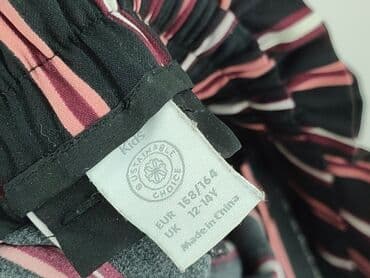 Kids
SUSTAINABLE
CHOICE
EUR 158/164
UK 12-14Y
Made in China